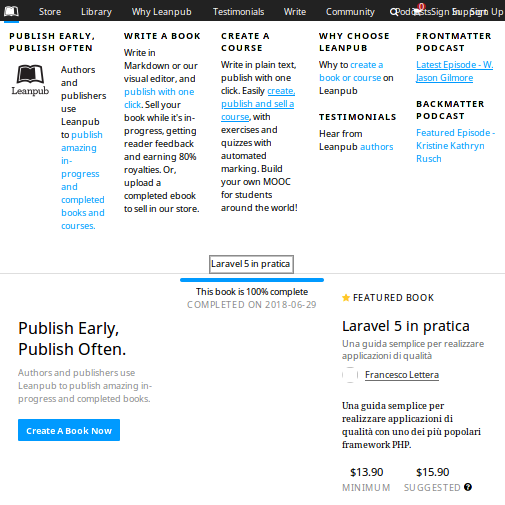 Store Library Why Leanpub Testimonials Write Community Podcasts Sign In Support Sign Up
0
PUBLISH EARLY,
PUBLISH OFTEN
Leanpub
Authors
and
publishers
use
Leanpub
to publish
amazing
in-
progress
and
completed
books and
courses.
WRITE A BOOK
Write in
Markdown or our
visual editor, and
publish with one
click. Sell your
book while it's in-
progress, getting
reader feedback
and earning 80%
royalties. Or,
upload a
completed ebook
to sell in our store.
CREATE A
COURSE
Write in plain text,
publish with one
click. Easily create,
publish and sell a
course, with
exercises and
quizzes with
automated
marking. Build
your own MOOC
for students
around the world!
WHY CHOOSE
LEANPUB
Why to create a
book or course on
Leanpub
TESTIMONIALS
Hear from
Leanpub authors
FRONTMATTER
PODCAST
Latest Episode - W.
Jason Gilmore
BACKMATTER
PODCAST
Featured Episode -
Kristine Kathryn
Rusch
Laravel 5 in pratica
This book is 100% complete
COMPLETED ON 2018-06-29
Publish Early,
Publish Often.
Authors and publishers use
Leanpub to publish amazing in-
progress and completed books.
Create A Book Now
FEATURED BOOK
Laravel 5 in pratica
Una guida semplice per realizzare
applicazioni di qualità
Francesco Lettera
Una guida semplice per
realizzare applicazioni di
qualità con uno dei più popolari
framework PHP.
$13.90 $15.90
MINIMUM SUGGESTED ?